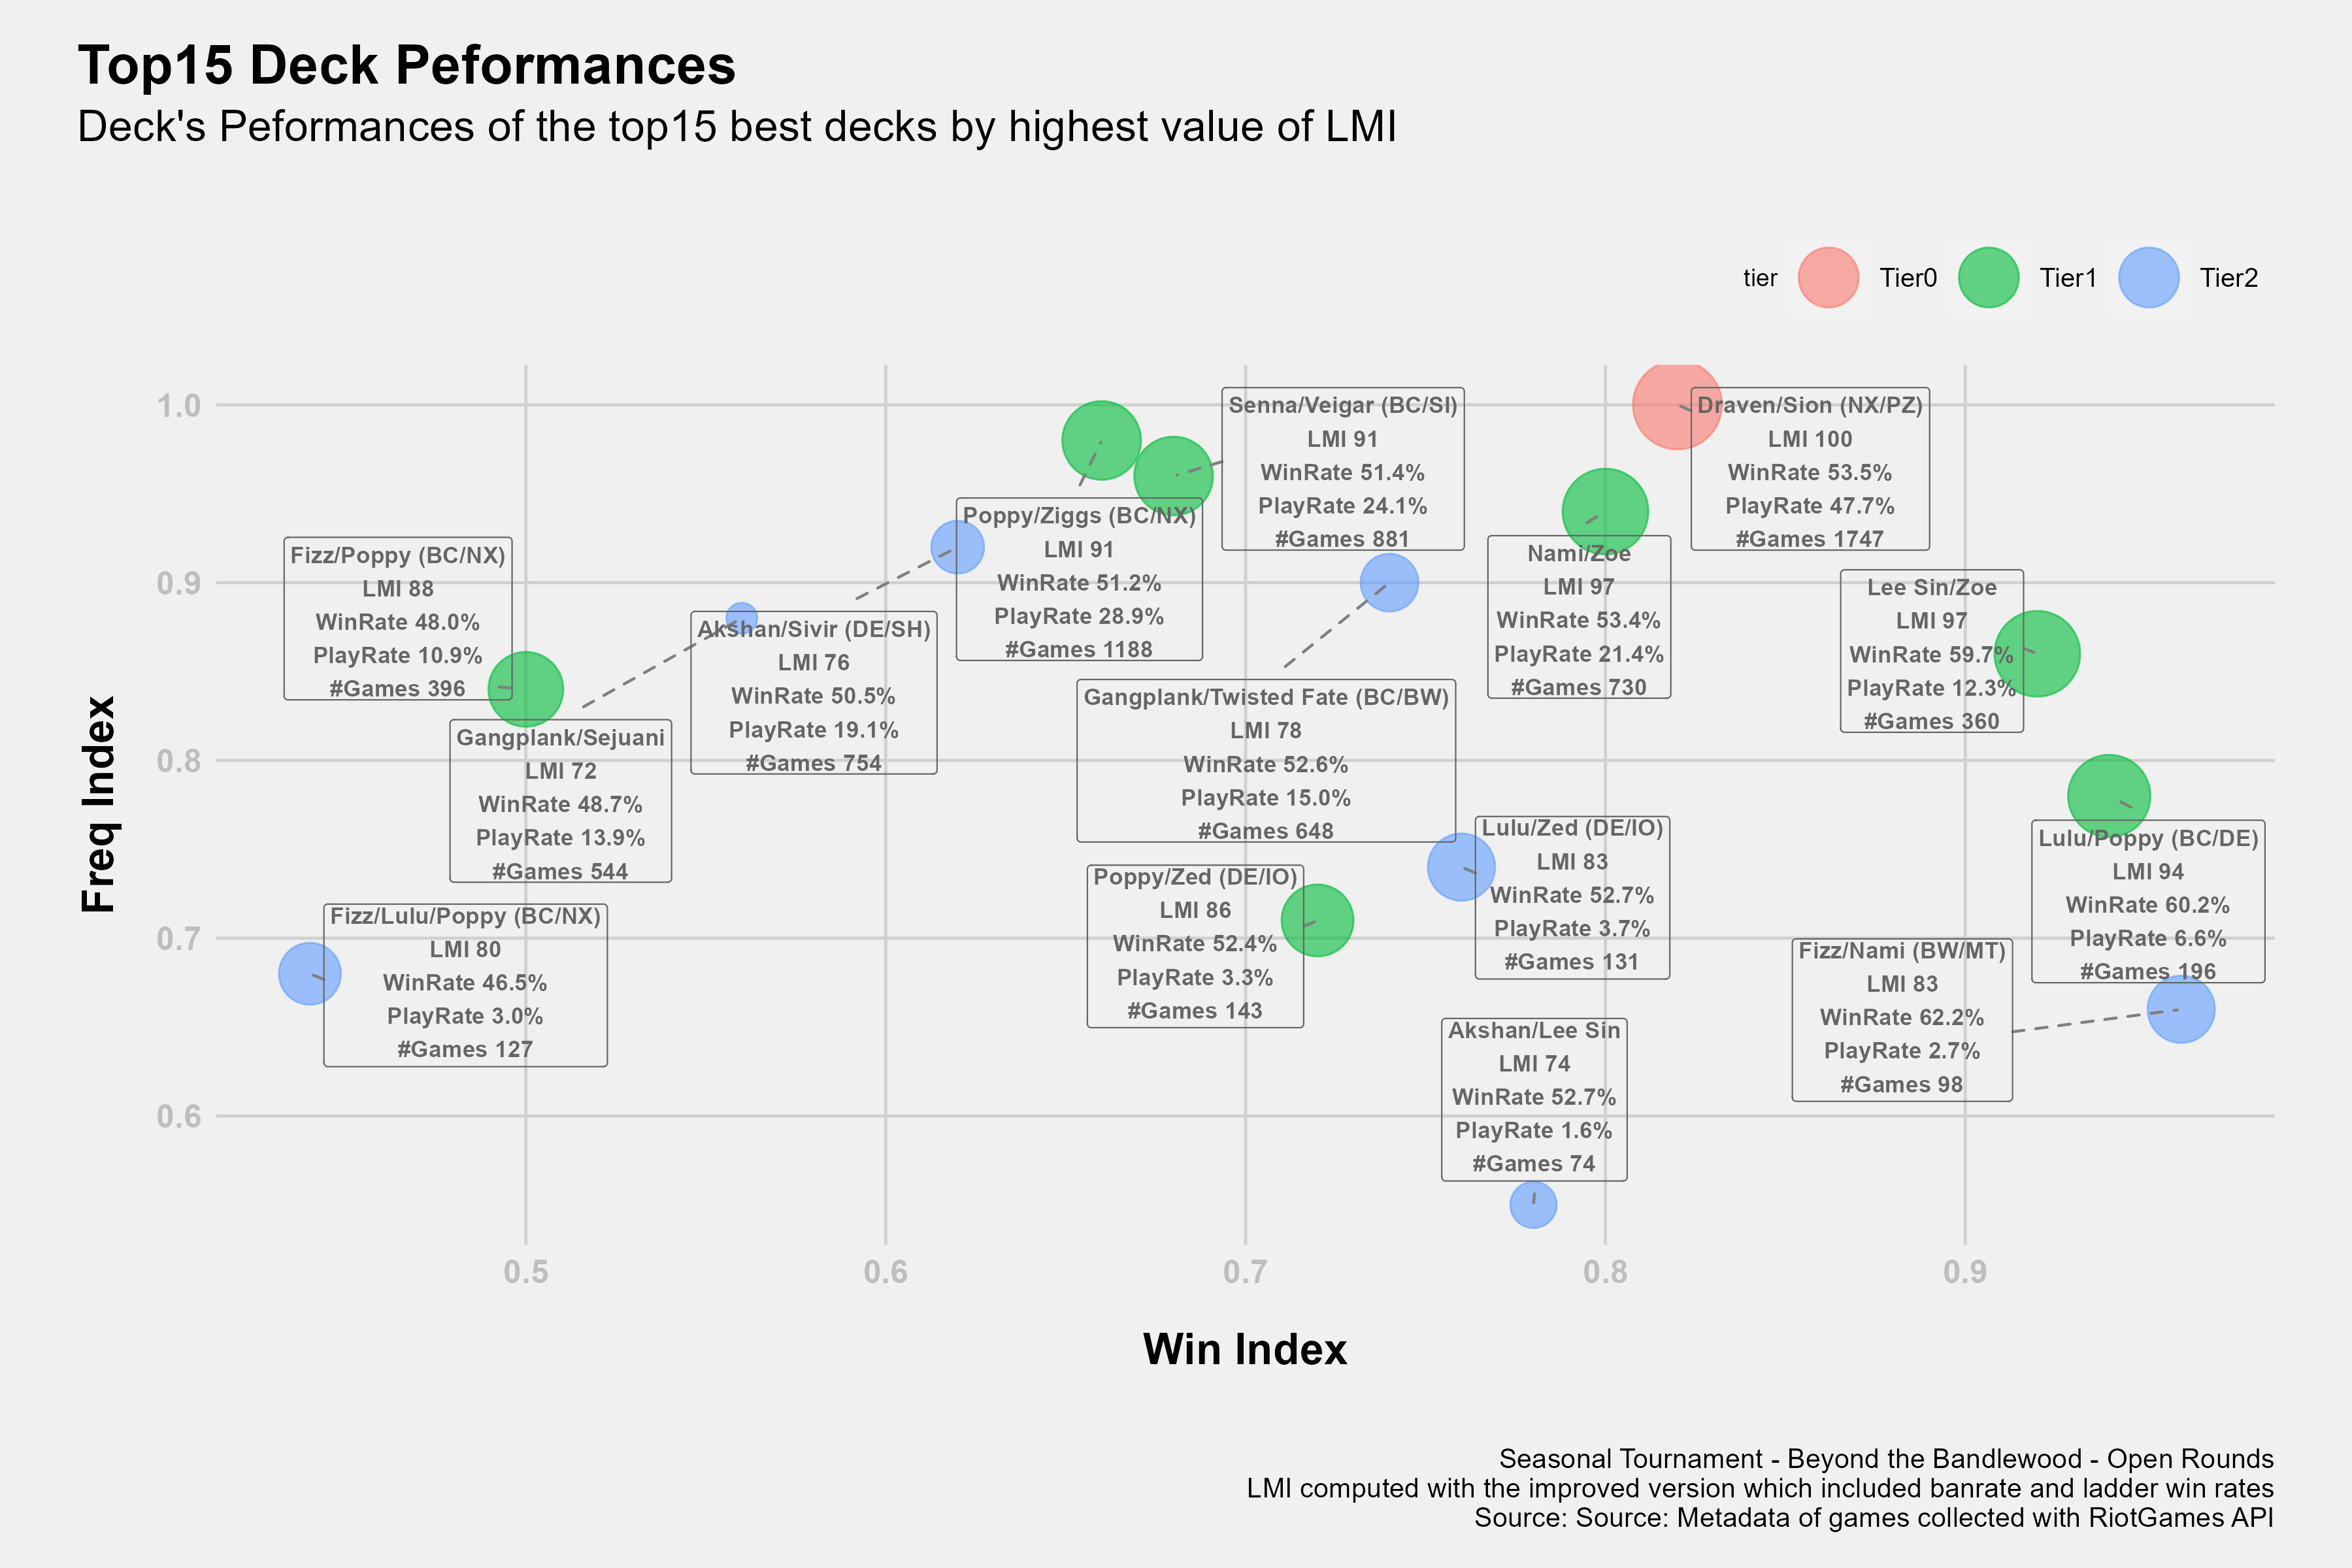 Top15 Deck Peformances
Deck's Peformances of the top15 best decks by highest value of LMI
tier Tier0 Tier1 Tier2
Freq Index
1.0
0.9
0.8
0.7
0.6
Senna/Veigar (BC/SI)
LMI 91
WinRate 51.4%
PlayRate 24.1%
#Games 881
Draven/Sion (NX/PZ)
LMI 100
WinRate 53.5%
PlayRate 47.7%
#Games 1747
Poppy/Ziggs (BC/NX)
LMI 91
WinRate 51.2%
PlayRate 28.9%
#Games 1188
Fizz/Poppy (BC/NX)
LMI 88
WinRate 48.0%
PlayRate 10.9%
#Games 396
Nami/Zoe
LMI 97
WinRate 53.4%
PlayRate 21.4%
#Games 730
Lee Sin/Zoe
LMI 97
WinRate 59.7%
PlayRate 12.3%
#Games 360
Akshan/Sivir (DE/SH)
LMI 76
WinRate 50.5%
PlayRate 19.1%
#Games 754
Gangplank/Twisted Fate (BC/BW)
LMI 78
WinRate 52.6%
PlayRate 15.0%
#Games 648
Gangplank/Sejuani
LMI 72
WinRate 48.7%
PlayRate 13.9%
#Games 544
Lulu/Zed (DE/IO)
LMI 83
WinRate 52.7%
PlayRate 3.7%
#Games 131
Lulu/Poppy (BC/DE)
LMI 94
WinRate 60.2%
PlayRate 6.6%
#Games 196
Poppy/Zed (DE/IO)
LMI 86
WinRate 52.4%
PlayRate 3.3%
#Games 143
Fizz/Lulu/Poppy (BC/NX)
LMI 80
WinRate 46.5%
PlayRate 3.0%
#Games 127
Fizz/Nami (BW/MT)
LMI 83
WinRate 62.2%
PlayRate 2.7%
#Games 98
Akshan/Lee Sin
LMI 74
WinRate 52.7%
PlayRate 1.6%
#Games 74
0.5 0.6 0.7 0.8 0.9
Win Index
Seasonal Tournament - Beyond the Bandlewood - Open Rounds
LMI computed with the improved version which included banrate and ladder win rates
Source: Source: Metadata of games collected with RiotGames API